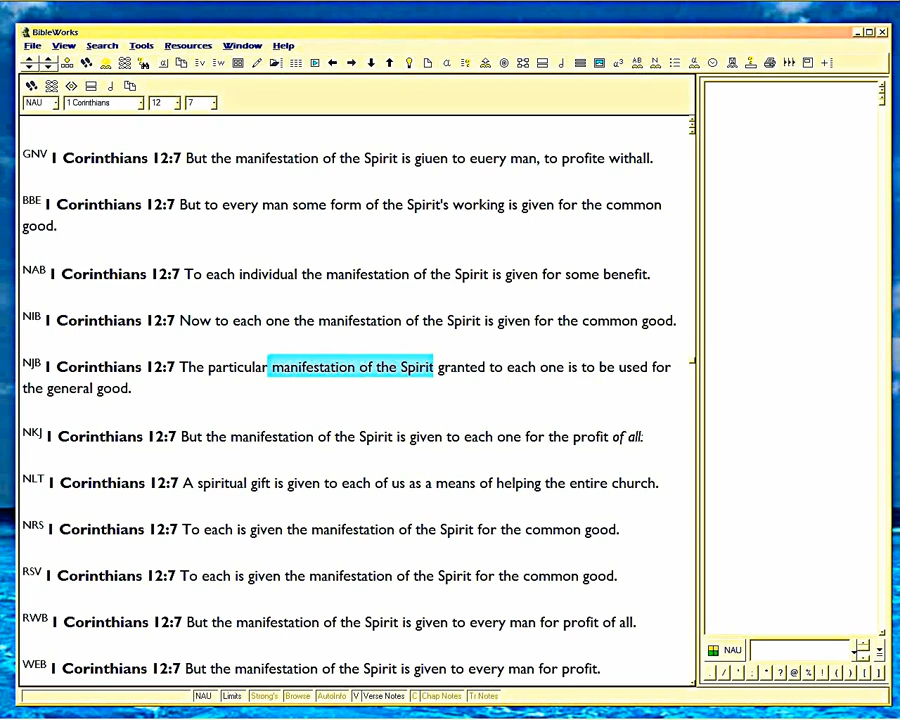 BibleWorks
File View Search Tools Resources Window Help
NAU 1 Corinthians 12 7
GNV 1 Corinthians 12:7 But the manifestation of the Spirit is giuen to euery man, to profite withall.
BBE 1 Corinthians 12:7 But to every man some form of the Spirit's working is given for the common
good.
NAB 1 Corinthians 12:7 To each individual the manifestation of the Spirit is given for some benefit.
NIB 1 Corinthians 12:7 Now to each one the manifestation of the Spirit is given for the common good.
NJB 1 Corinthians 12:7 The particular manifestation of the Spirit granted to each one is to be used for
the general good.
NKJ 1 Corinthians 12:7 But the manifestation of the Spirit is given to each one for the profit of all:
NLT 1 Corinthians 12:7 A spiritual gift is given to each of us as a means of helping the entire church.
NRS 1 Corinthians 12:7 To each is given the manifestation of the Spirit for the common good.
RSV 1 Corinthians 12:7 To each is given the manifestation of the Spirit for the common good.
RWB 1 Corinthians 12:7 But the manifestation of the Spirit is given to every man for profit of all.
WEB 1 Corinthians 12:7 But the manifestation of the Spirit is given to every man for profit.
NAU
. / ' ; * ? @ % ! ( ) [ ]
NAU Limits Strong's Browse AutoInfo V Verse Notes C Chap Notes Tr Notes